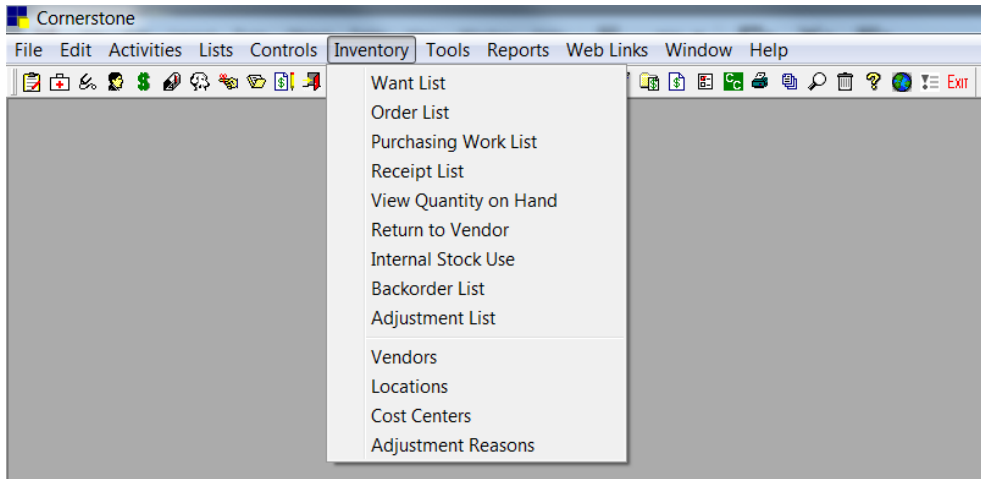 Cornerstone
File Edit Activities Lists Controls Inventory Tools Reports Web Links Window Help
EXIT
Want List
Order List
Purchasing Work List
Receipt List
View Quantity on Hand
Return to Vendor
Internal Stock Use
Backorder List
Adjustment List
Vendors
Locations
Cost Centers
Adjustment Reasons